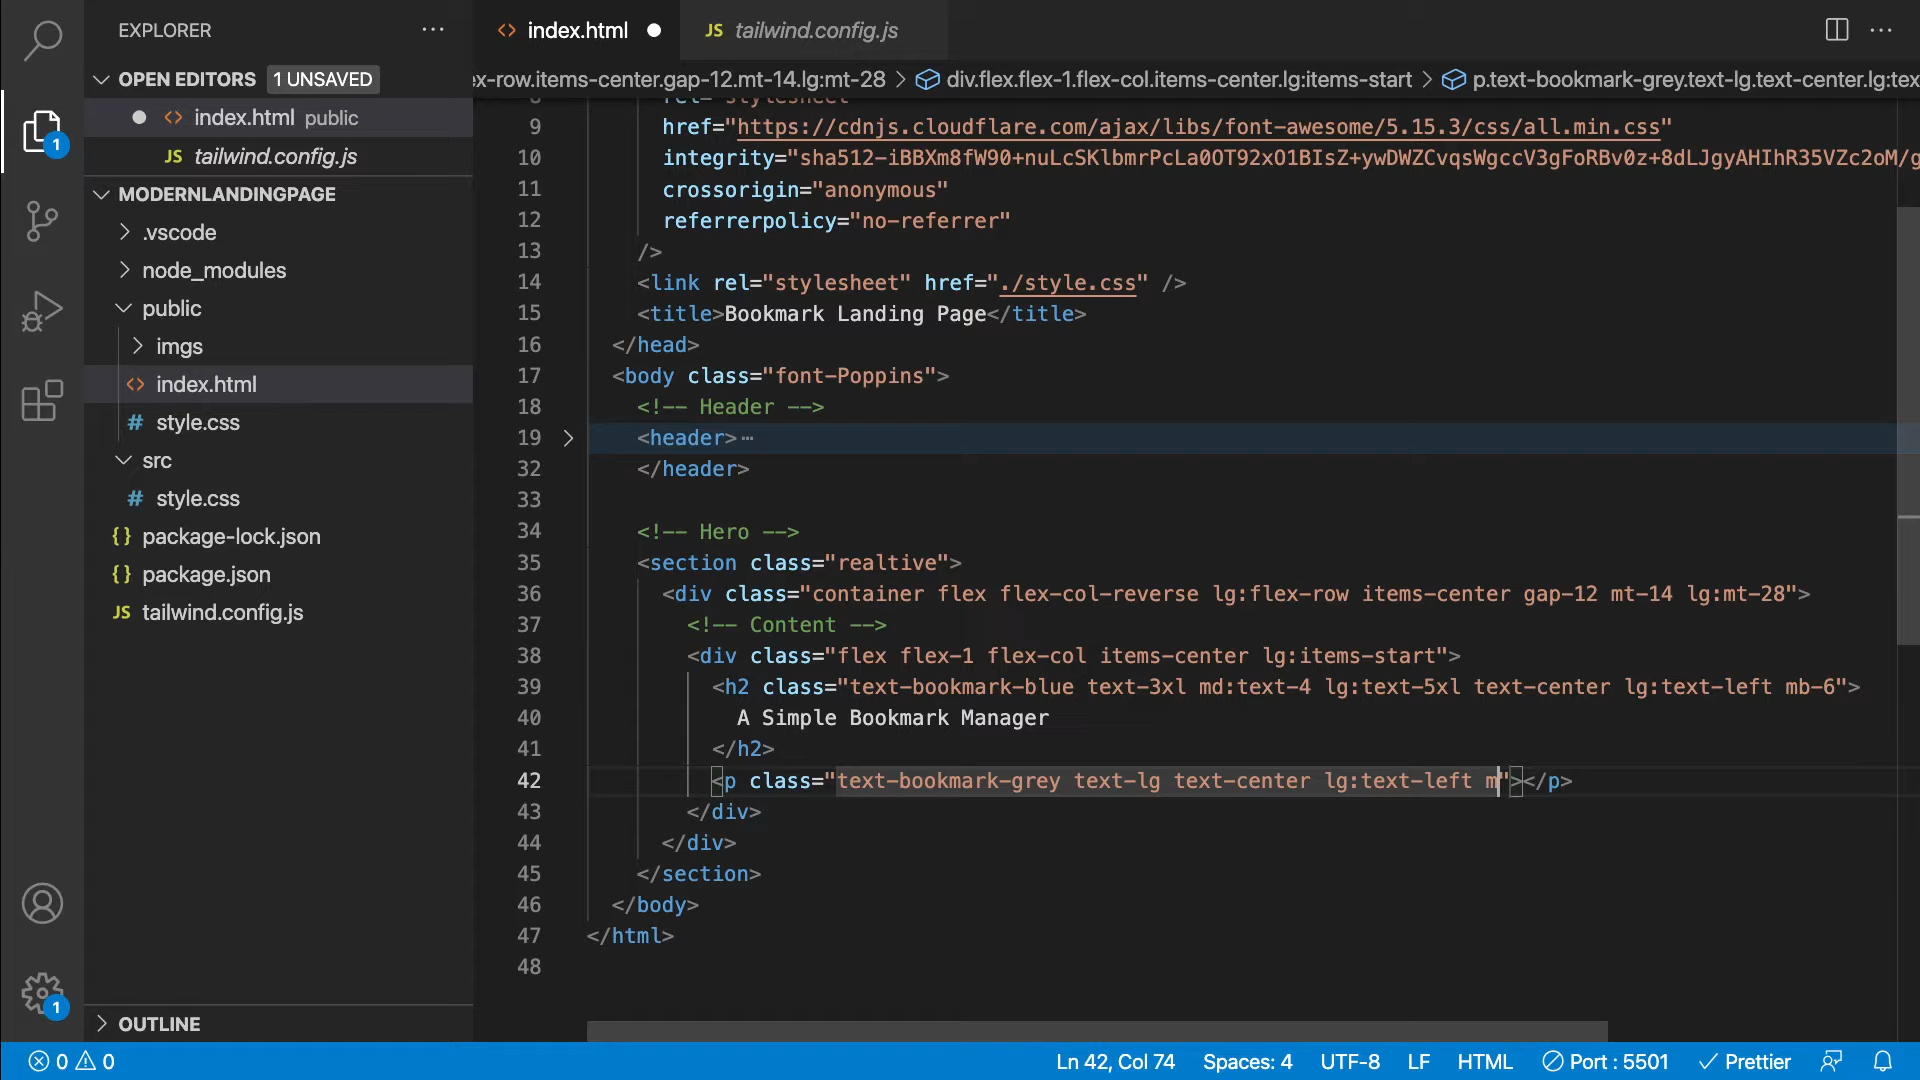 EXPLORER
index.html
JS tailwind.config.js
OPEN EDITORS 1 UNSAVED
index.html public
JS tailwind.config.js
MODERNLANDINGPAGE
.vscode
node_modules
public
imgs
<> index.html
# style.css
src
# style.css
{} package-lock.json
{} package.json
JS tailwind.config.js
OUTLINE
1
1
ex-row.items-center.gap-12.mt-14.lg:mt-28 > div.flex.flex-1.flex-col.items-center.lg:items-start > p.text-bookmark-grey.text-lg.text-center.lg:tex
8 rel="stylesheet"
9 href="https://cdnjs.cloudflare.com/ajax/libs/font-awesome/5.15.3/css/all.min.css"
10 integrity="sha512-iBBXm8fW90+nuLcSKlbmrPcLa0OT92xO1BIsZ+ywDWZCvqsWgccV3gFoRBv0z+8dLJgyAHIhR35VZc2oM/g
11 crossorigin="anonymous"
12 referrerpolicy="no-referrer"
13 />
14 <link rel="stylesheet" href="./style.css" />
15 <title>Bookmark Landing Page</title>
16 </head>
17 <body class="font-Poppins">
18 <!-- Header -->
19 <header>⋯
32 </header>
33
34 <!-- Hero -->
35 <section class="realtive">
36 <div class="container flex flex-col-reverse lg:flex-row items-center gap-12 mt-14 lg:mt-28">
37 <!-- Content -->
38 <div class="flex flex-1 flex-col items-center lg:items-start">
39 <h2 class="text-bookmark-blue text-3xl md:text-4 lg:text-5xl text-center lg:text-left mb-6">
40 A Simple Bookmark Manager
41 </h2>
42 <p class="text-bookmark-grey text-lg text-center lg:text-left m"></p>
43 </div>
44 </div>
45 </section>
46 </body>
47 </html>
48
0 0 Ln 42, Col 74 Spaces: 4 UTF-8 LF HTML Port : 5501 Prettier